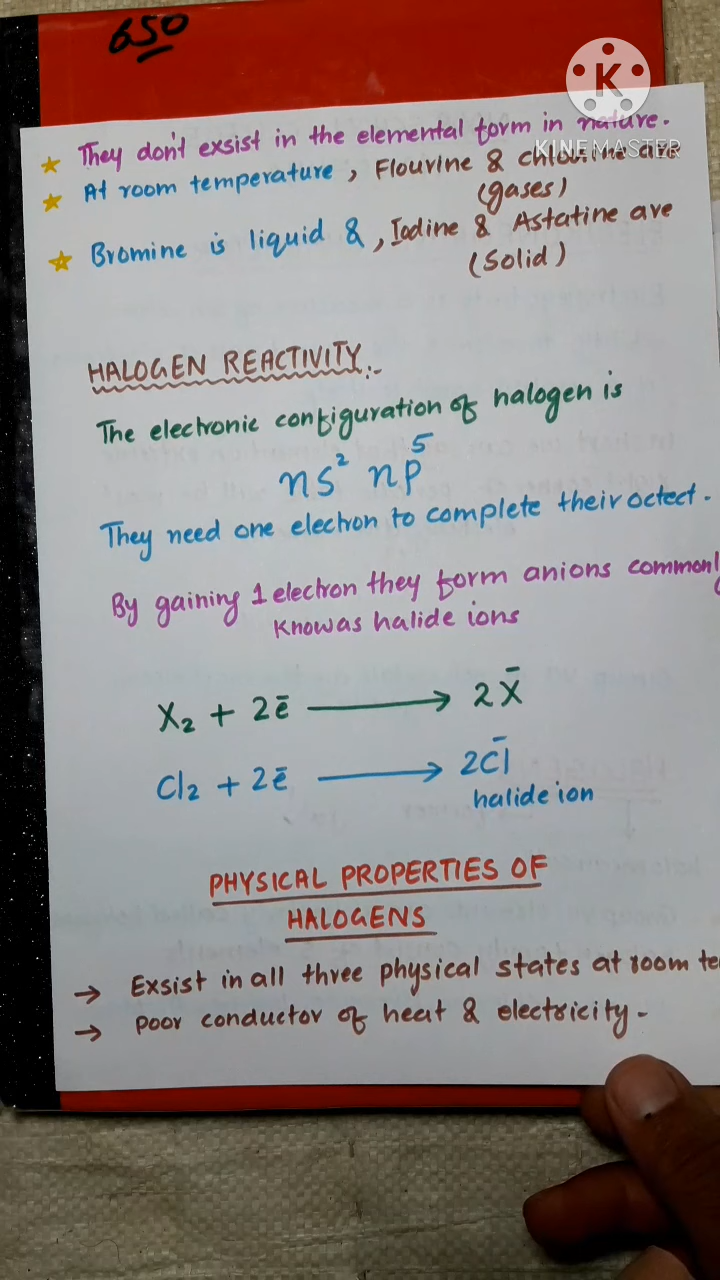 650
K
KINEMASTER
They don't exsist in the elemental form in nature.
At room temperature, Flouvine & chlorine are
(gases)
Bromine is liquid &, Iodine & Astatine are
(Solid)
HALOGEN REACTIVITY:-
The electronic configuration of halogen is
ns² np⁵
They need one electron to complete their octect.
By gaining 1 electron they form anions commonly
Knowas halide ions
X₂ + 2ē → 2X̄
Cl₂ + 2ē → 2Cl̄
halide ion
PHYSICAL PROPERTIES OF
HALOGENS
→ Exsist in all three physical states at room te
→ Poor conductor of heat & electricity.